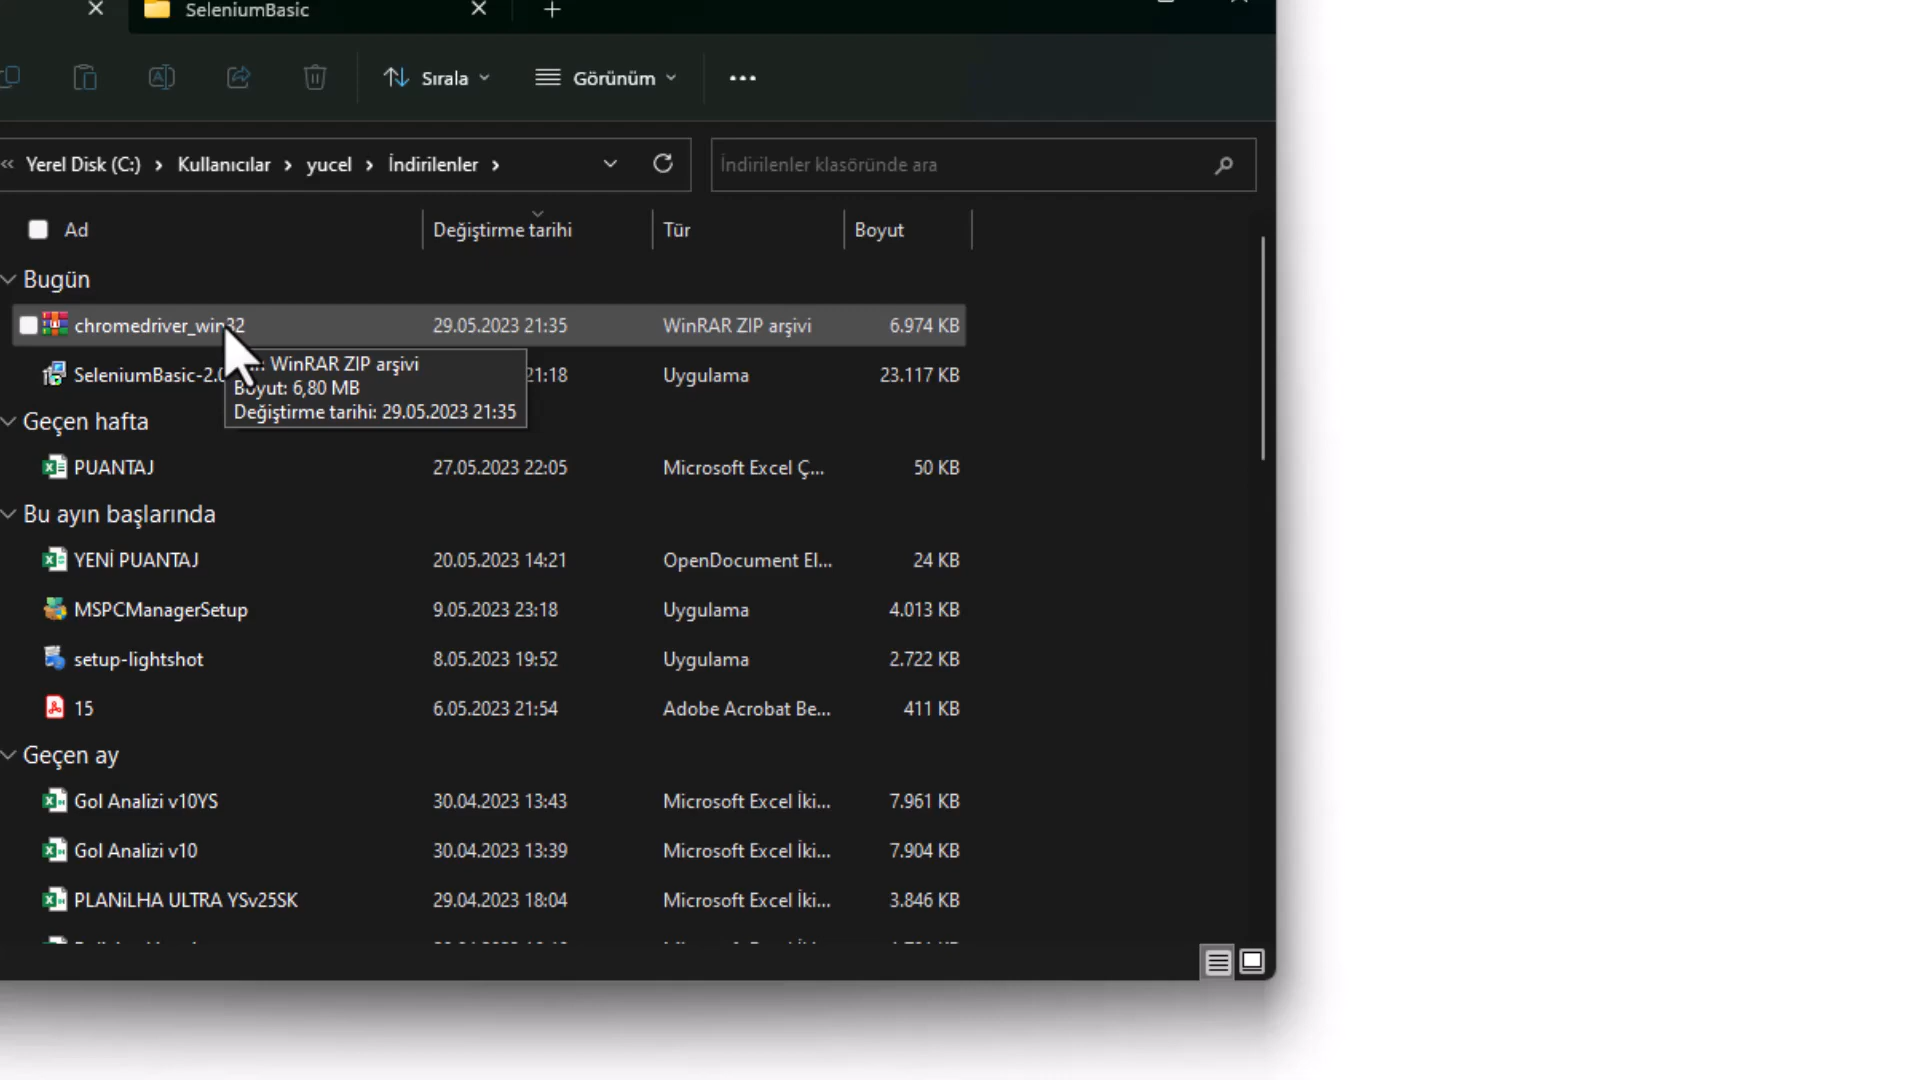 SeleniumBasic
Sırala Görünüm
« Yerel Disk (C:) › Kullanıcılar › yucel › İndirilenler ›
İndirilenler klasöründe ara
Ad Değiştirme tarihi Tür Boyut
Bugün
chromedriver_win32 29.05.2023 21:35 WinRAR ZIP arşivi 6.974 KB
SeleniumBasic-2.0 21:18 Uygulama 23.117 KB
WinRAR ZIP arşivi
Boyut: 6,80 MB
Değiştirme tarihi: 29.05.2023 21:35
Geçen hafta
PUANTAJ 27.05.2023 22:05 Microsoft Excel Ç... 50 KB
Bu ayın başlarında
YENİ PUANTAJ 20.05.2023 14:21 OpenDocument El... 24 KB
MSPCManagerSetup 9.05.2023 23:18 Uygulama 4.013 KB
setup-lightshot 8.05.2023 19:52 Uygulama 2.722 KB
15 6.05.2023 21:54 Adobe Acrobat Be... 411 KB
Geçen ay
Gol Analizi v10YS 30.04.2023 13:43 Microsoft Excel İki... 7.961 KB
Gol Analizi v10 30.04.2023 13:39 Microsoft Excel İki... 7.904 KB
PLANiLHA ULTRA YSv25SK 29.04.2023 18:04 Microsoft Excel İki... 3.846 KB